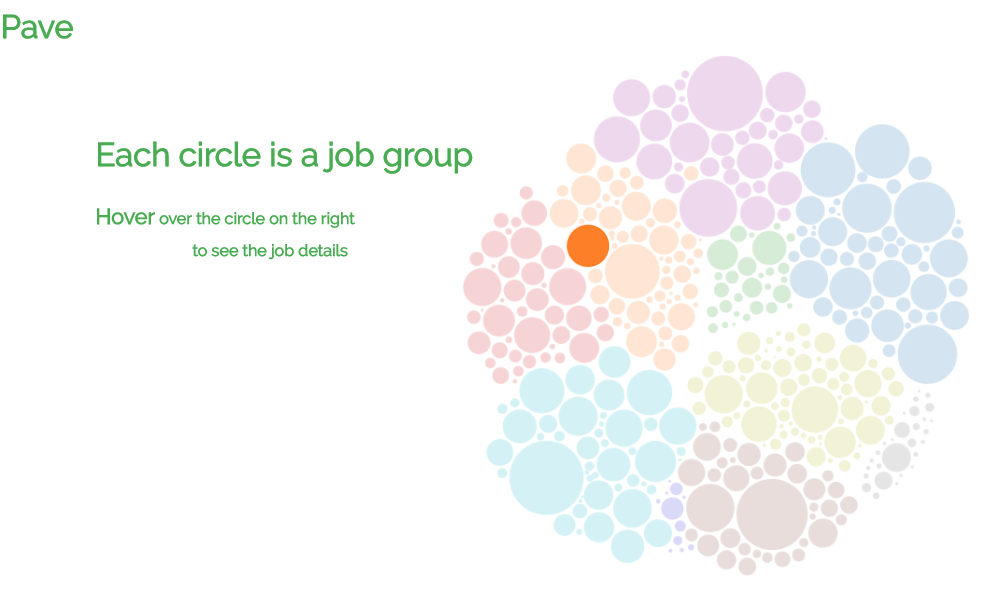 Pave
Each circle is a job group
Hover over the circle on the right
to see the job details